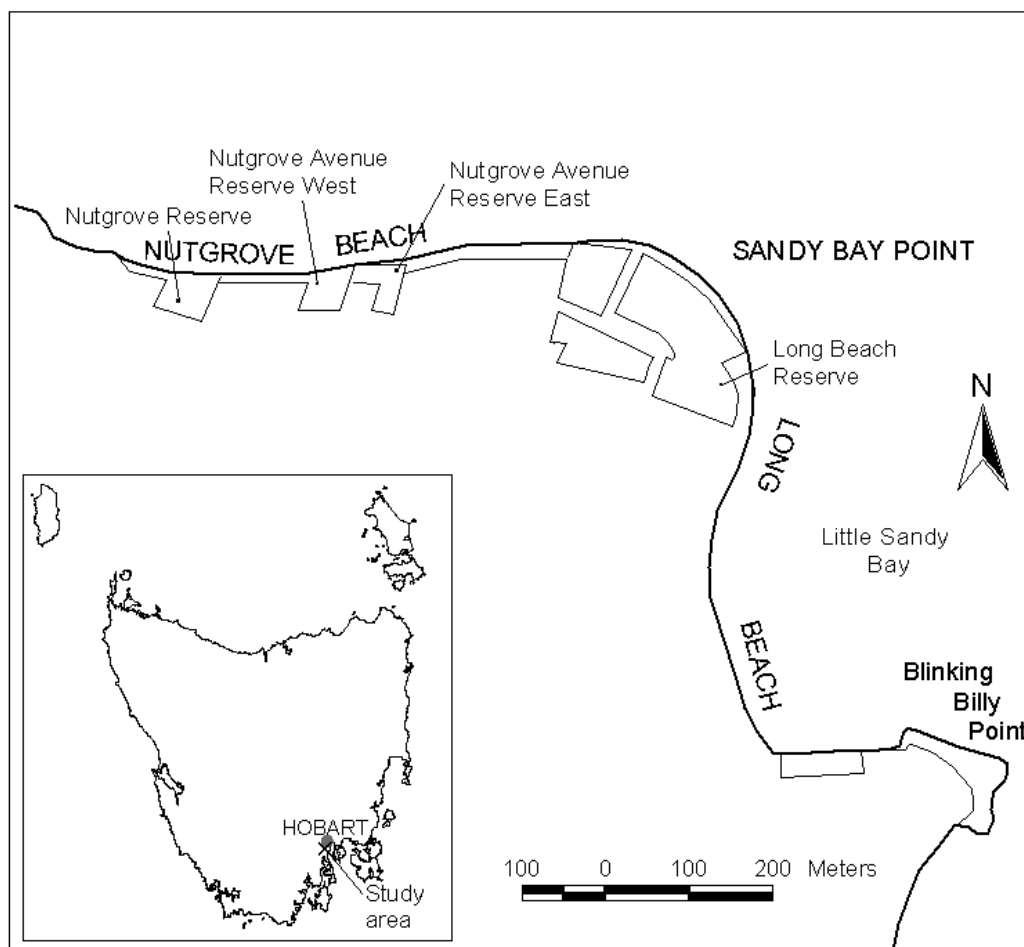 Nutgrove Avenue
Reserve West
Nutgrove Avenue
Reserve East
Nutgrove Reserve
NUTGROVE BEACH
SANDY BAY POINT
Long Beach
Reserve
N
LONG
BEACH
Little Sandy
Bay
Blinking
Billy
Point
HOBART
Study
area
100 0 100 200 Meters